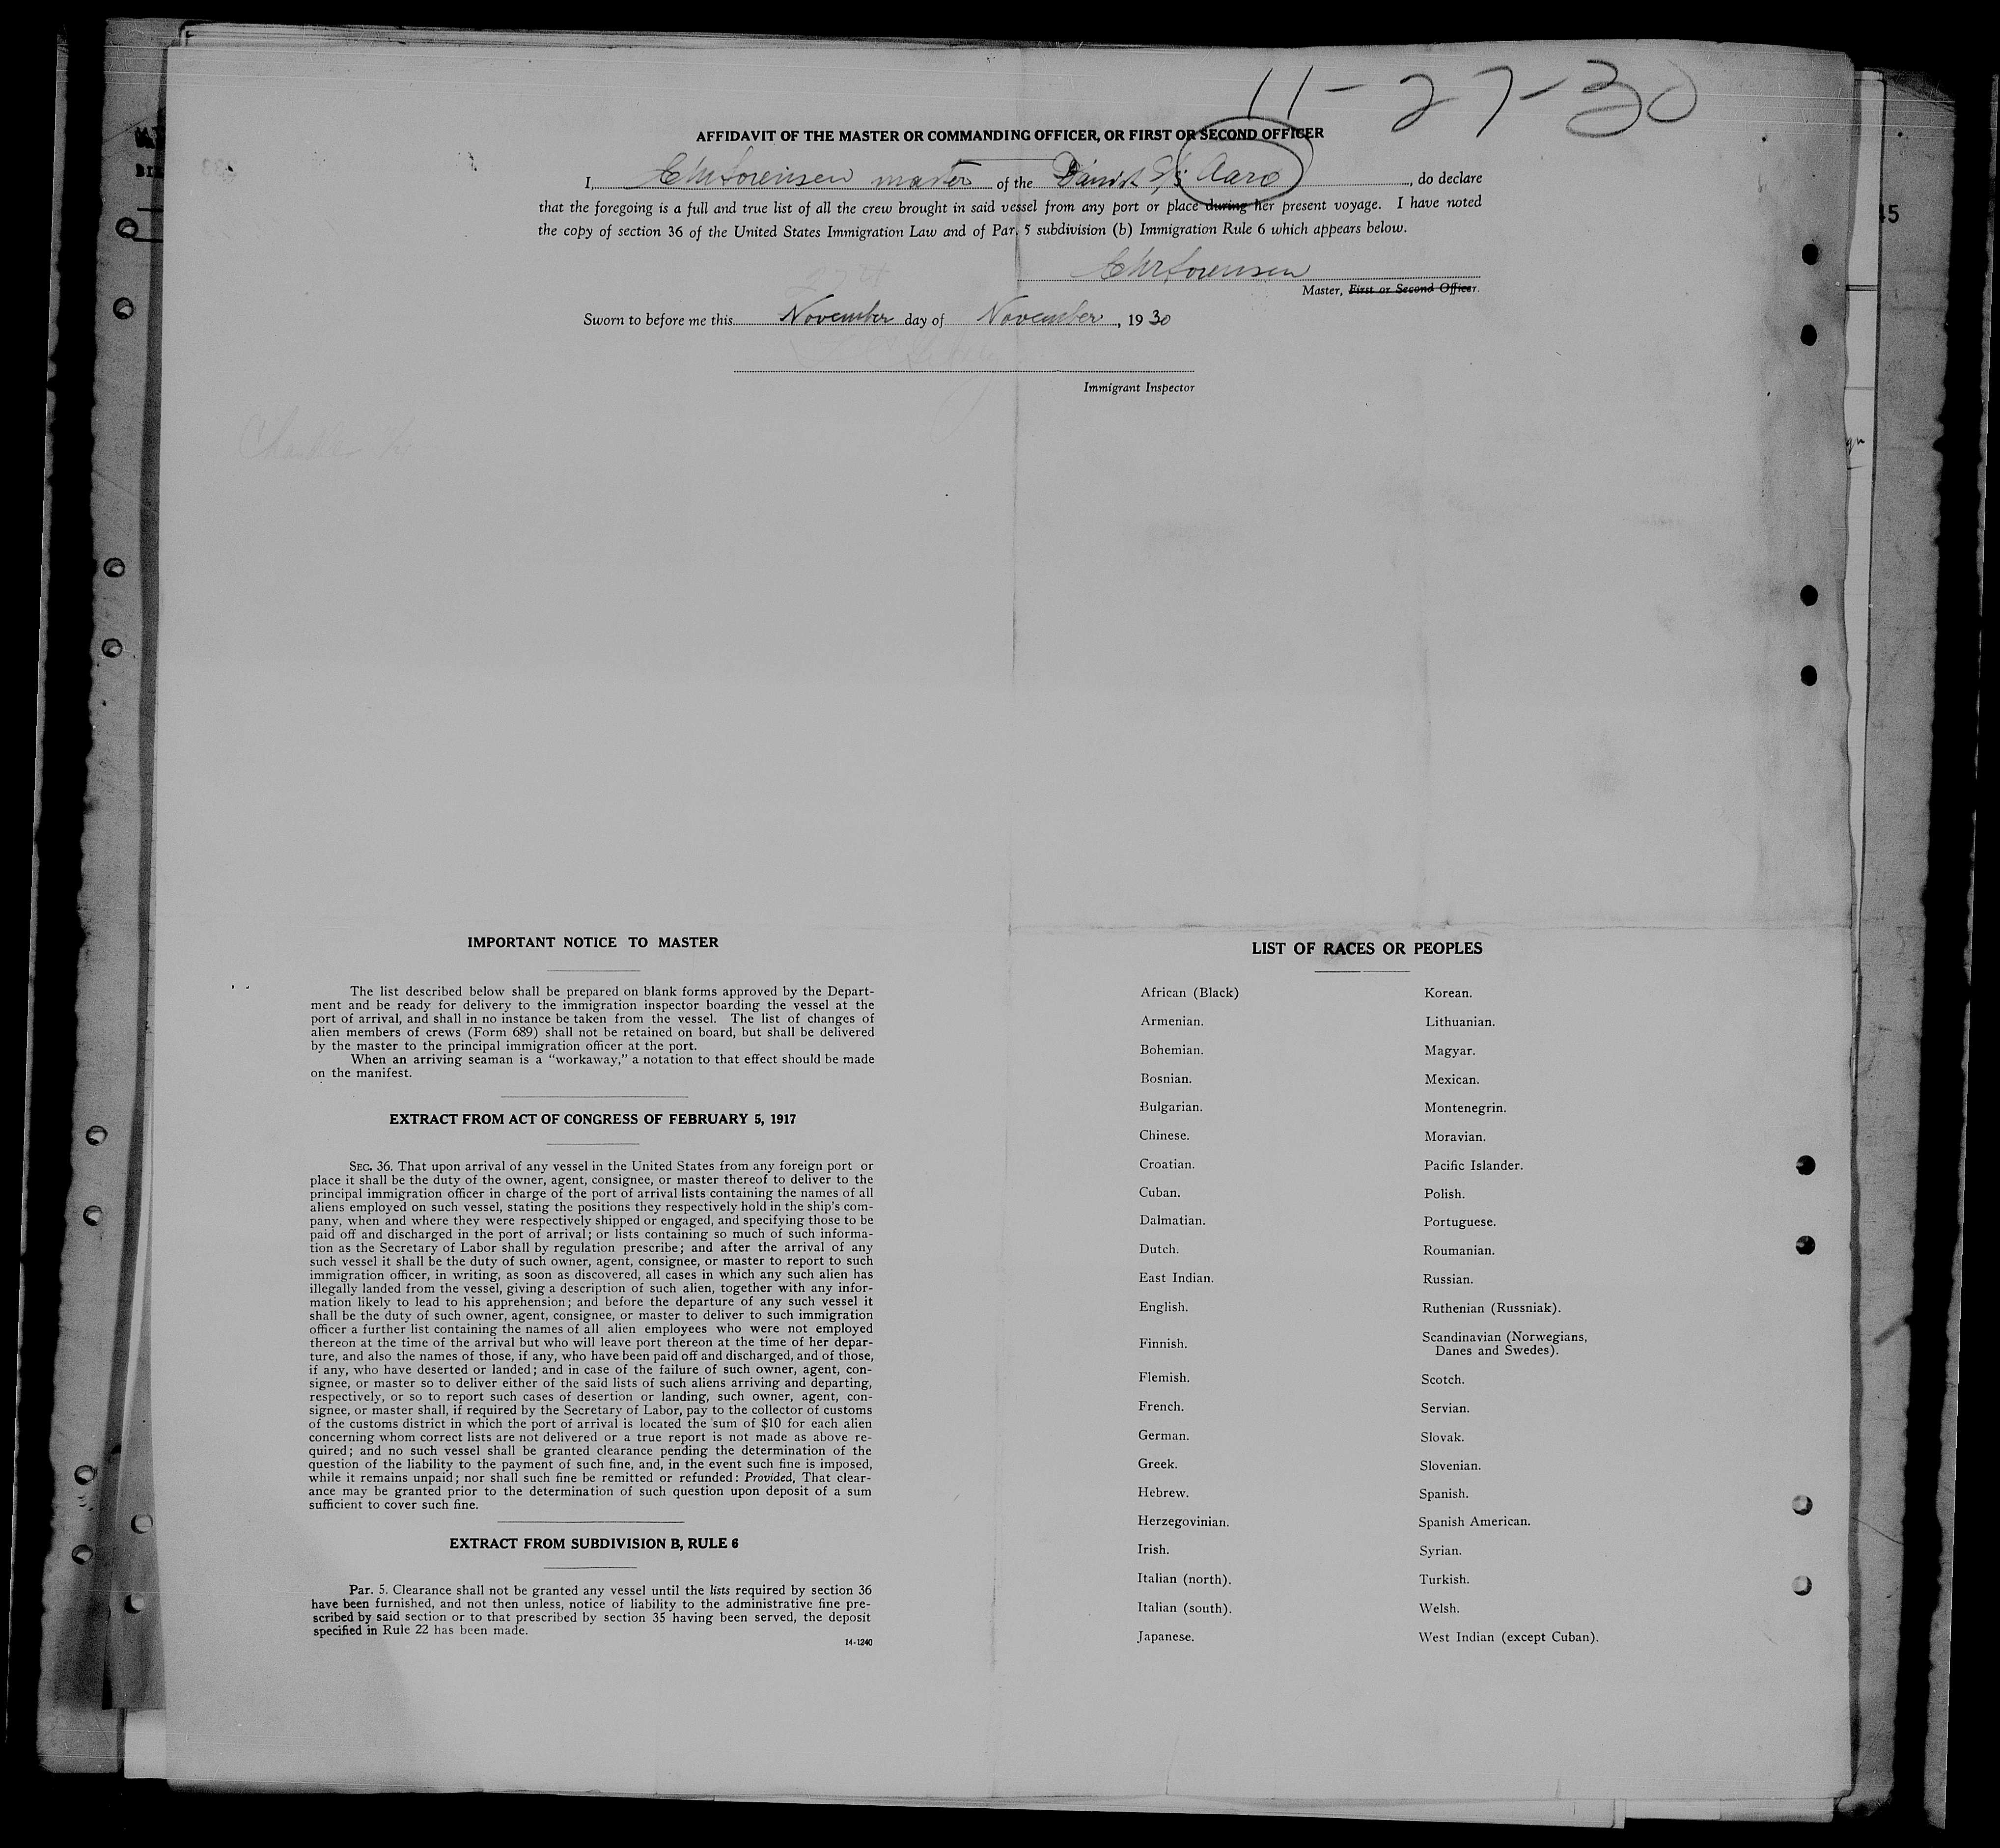 11-27-30
AFFIDAVIT OF THE MASTER OR COMMANDING OFFICER, OR FIRST OR SECOND OFFICER
I, Chr Sorensen master of the Danish S/S Aaro, do declare
that the foregoing is a full and true list of all the crew brought in said vessel from any port or place during her present voyage. I have noted
the copy of section 36 of the United States Immigration Law and of Par. 5 subdivision (b) Immigration Rule 6 which appears below.
Chr Sorensen
Master, First or Second Officer.
27th
Sworn to before me this November day of November, 1930
Immigrant Inspector
IMPORTANT NOTICE TO MASTER
The list described below shall be prepared on blank forms approved by the Depart-
ment and be ready for delivery to the immigration inspector boarding the vessel at the
port of arrival, and shall in no instance be taken from the vessel. The list of changes of
alien members of crews (Form 689) shall not be retained on board, but shall be delivered
by the master to the principal immigration officer at the port.
When an arriving seaman is a “workaway,” a notation to that effect should be made
on the manifest.
EXTRACT FROM ACT OF CONGRESS OF FEBRUARY 5, 1917
SEC. 36. That upon arrival of any vessel in the United States from any foreign port or
place it shall be the duty of the owner, agent, consignee, or master thereof to deliver to the
principal immigration officer in charge of the port of arrival lists containing the names of all
aliens employed on such vessel, stating the positions they respectively hold in the ship's com-
pany, when and where they were respectively shipped or engaged, and specifying those to be
paid off and discharged in the port of arrival; or lists containing so much of such informa-
tion as the Secretary of Labor shall by regulation prescribe; and after the arrival of any
such vessel it shall be the duty of such owner, agent, consignee, or master to report to such
immigration officer, in writing, as soon as discovered, all cases in which any such alien has
illegally landed from the vessel, giving a description of such alien, together with any infor-
mation likely to lead to his apprehension; and before the departure of any such vessel it
shall be the duty of such owner, agent, consignee, or master to deliver to such immigration
officer a further list containing the names of all alien employees who were not employed
thereon at the time of the arrival but who will leave port thereon at the time of her depar-
ture, and also the names of those, if any, who have been paid off and discharged, and of those,
if any, who have deserted or landed; and in case of the failure of such owner, agent, con-
signee, or master so to deliver either of the said lists of such aliens arriving and departing,
respectively, or so to report such cases of desertion or landing, such owner, agent, con-
signee, or master shall, if required by the Secretary of Labor, pay to the collector of customs
of the customs district in which the port of arrival is located the sum of $10 for each alien
concerning whom correct lists are not delivered or a true report is not made as above re-
quired; and no such vessel shall be granted clearance pending the determination of the
question of the liability to the payment of such fine, and, in the event such fine is imposed,
while it remains unpaid; nor shall such fine be remitted or refunded: Provided, That clear-
ance may be granted prior to the determination of such question upon deposit of a sum
sufficient to cover such fine.
EXTRACT FROM SUBDIVISION B, RULE 6
Par. 5. Clearance shall not be granted any vessel until the lists required by section 36
have been furnished, and not then unless, notice of liability to the administrative fine pre-
scribed by said section or to that prescribed by section 35 having been served, the deposit
specified in Rule 22 has been made.
14-1240
LIST OF RACES OR PEOPLES
African (Black)
Armenian.
Bohemian.
Bosnian.
Bulgarian.
Chinese.
Croatian.
Cuban.
Dalmatian.
Dutch.
East Indian.
English.
Finnish.
Flemish.
French.
German.
Greek.
Hebrew.
Herzegovinian.
Irish.
Italian (north).
Italian (south).
Japanese.
Korean.
Lithuanian.
Magyar.
Mexican.
Montenegrin.
Moravian.
Pacific Islander.
Polish.
Portuguese.
Roumanian.
Russian.
Ruthenian (Russniak).
Scandinavian (Norwegians,
Danes and Swedes).
Scotch.
Servian.
Slovak.
Slovenian.
Spanish.
Spanish American.
Syrian.
Turkish.
Welsh.
West Indian (except Cuban).